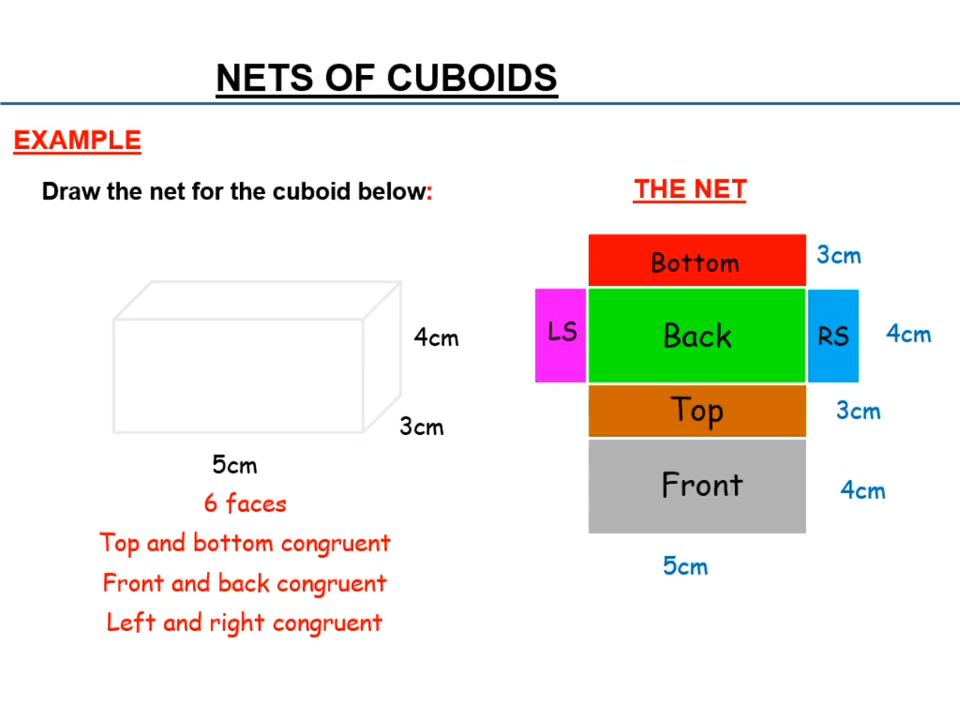 NETS OF CUBOIDS
EXAMPLE
Draw the net for the cuboid below:
4cm
3cm
5cm
6 faces
Top and bottom congruent
Front and back congruent
Left and right congruent
THE NET
Bottom
3cm
LS
Back
RS
4cm
Top
3cm
Front
4cm
5cm